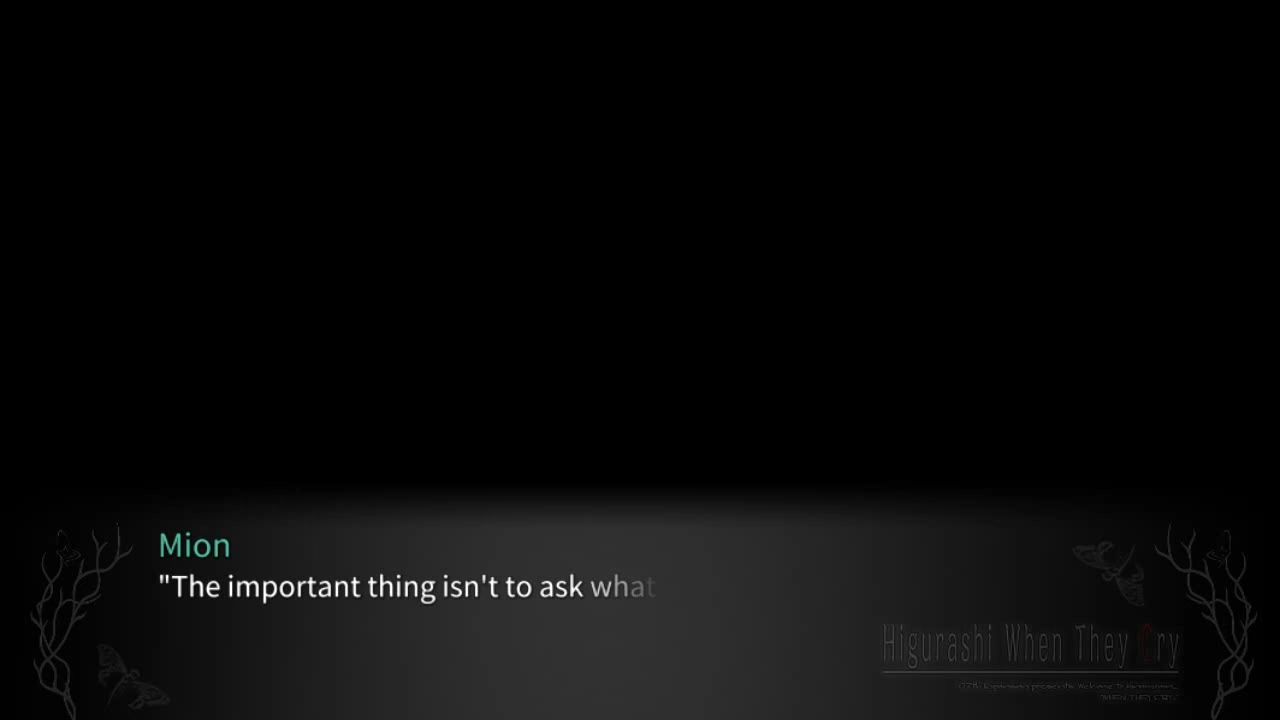 Mion
"The important thing isn't to ask what
Higurashi When They Cry